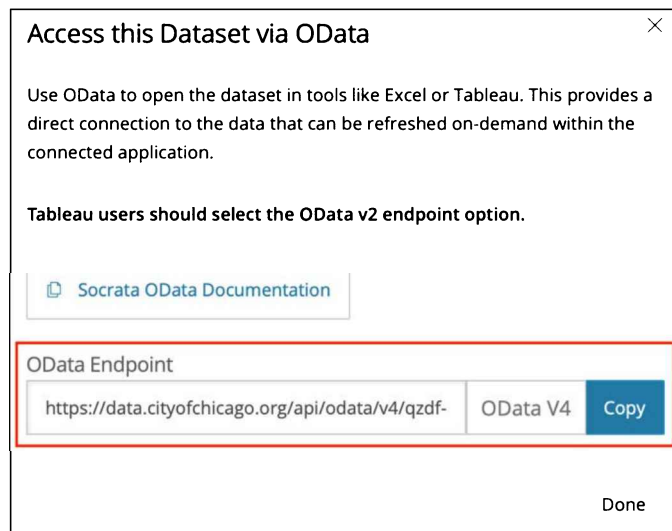 Access this Dataset via OData
Use OData to open the dataset in tools like Excel or Tableau. This provides a
direct connection to the data that can be refreshed on-demand within the
connected application.
Tableau users should select the OData v2 endpoint option.
Socrata OData Documentation
OData Endpoint
https://data.cityofchicago.org/api/odata/v4/qzdf- OData V4 Copy
Done